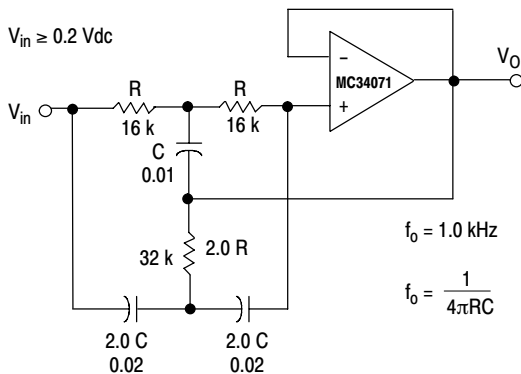 V_in ≥ 0.2 Vdc
V_in
R
16 k
R
16 k
C
0.01
−
MC34071
+
V_O
32 k
2.0 R
2.0 C
0.02
2.0 C
0.02
f_o = 1.0 kHz
f_o = 1 / 4πRC